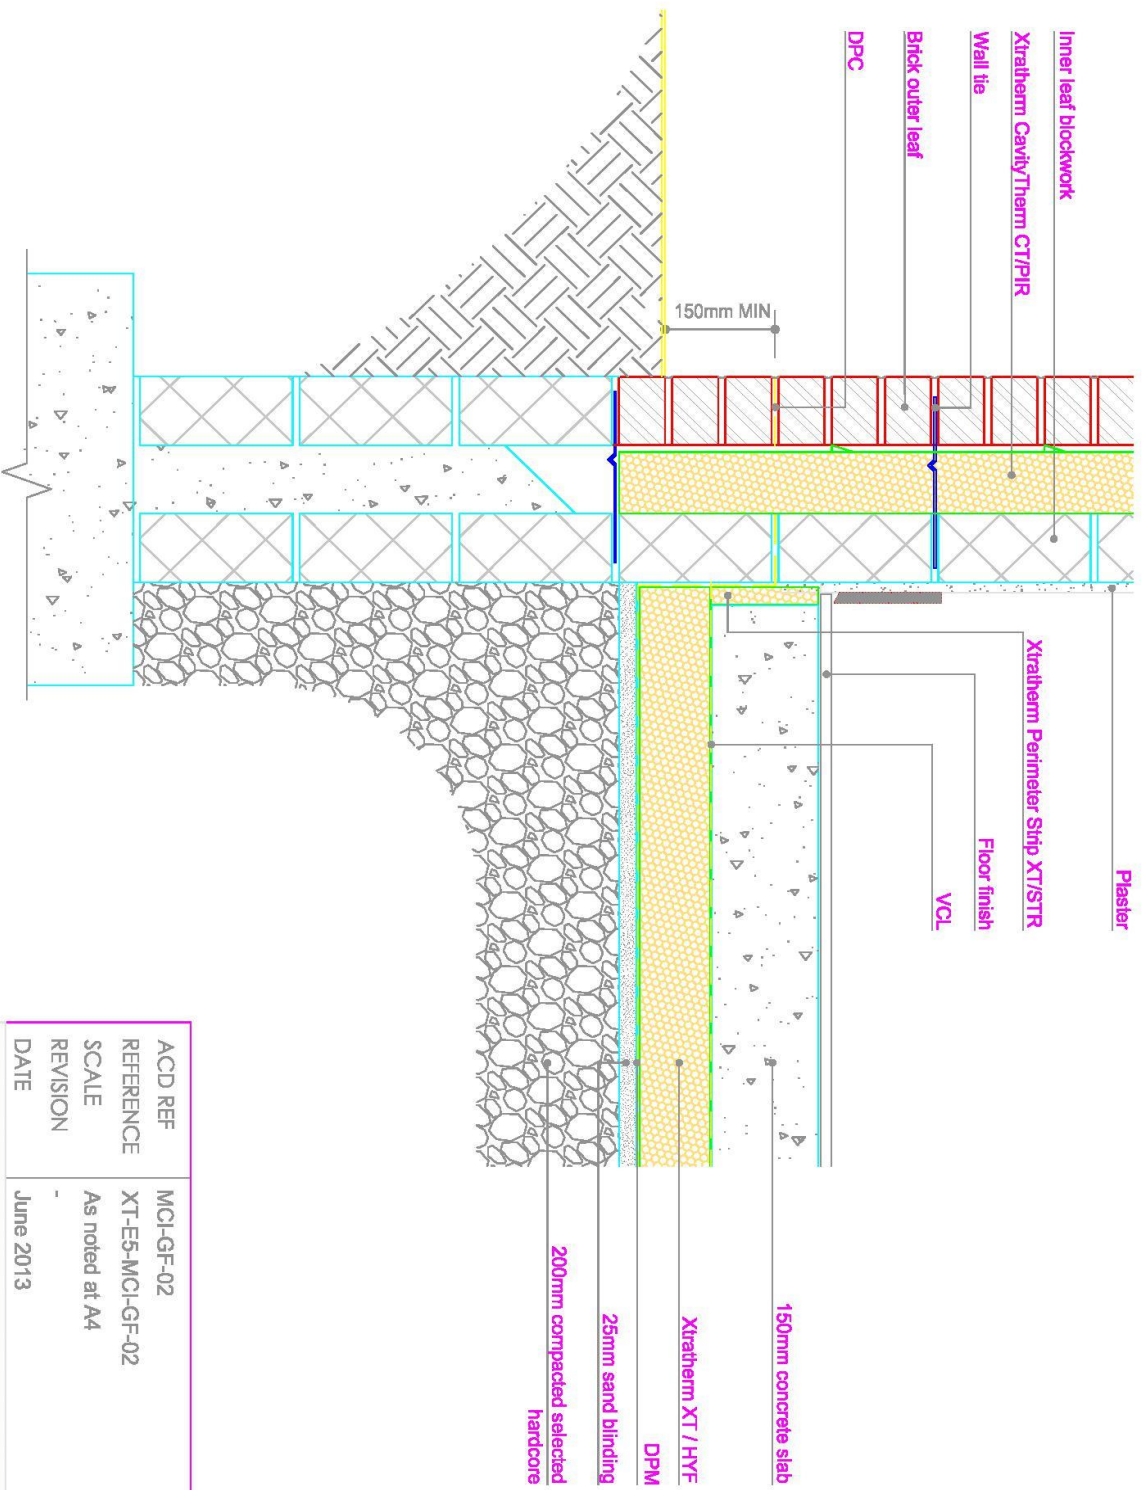 Inner leaf blockwork
Xtratherm CavityTherm CT/PIR
Wall tie
Brick outer leaf
DPC
150mm MIN
Plaster
Xtratherm Perimeter Strip XT/STR
Floor finish
VCL
150mm concrete slab
Xtratherm XT / HYF
DPM
25mm sand blinding
200mm compacted selected
hardcore
ACD REF MCI-GF-02
REFERENCE XT-E5-MCI-GF-02
SCALE As noted at A4
REVISION -
DATE June 2013